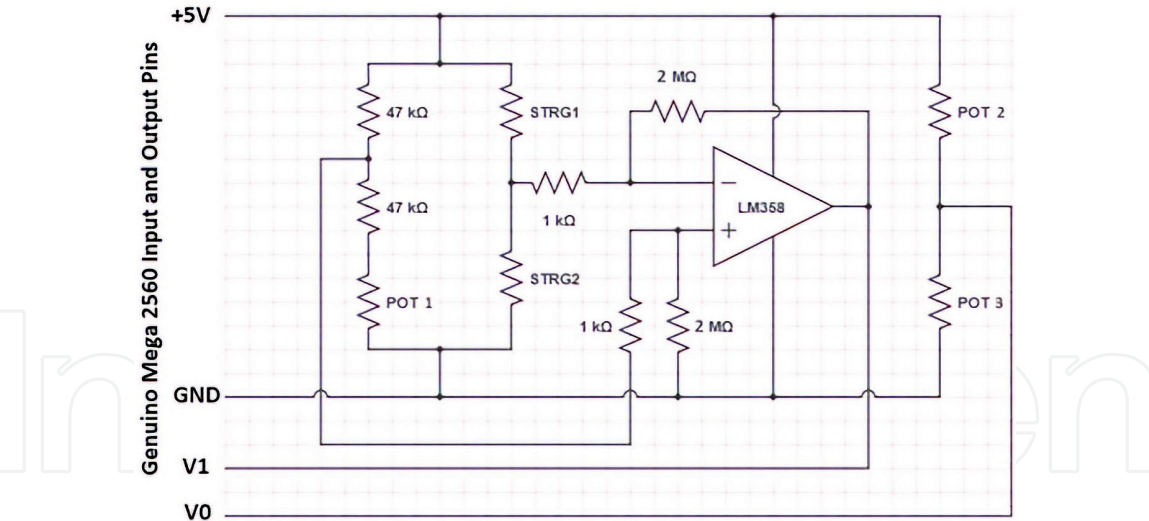 +5V
Genuino Mega 2560 Input and Output Pins
2 MΩ
47 kΩ
STRG1
POT 2
47 kΩ
1 kΩ
−
LM358
+
STRG2
POT 1
1 kΩ
2 MΩ
POT 3
GND
V1
V0